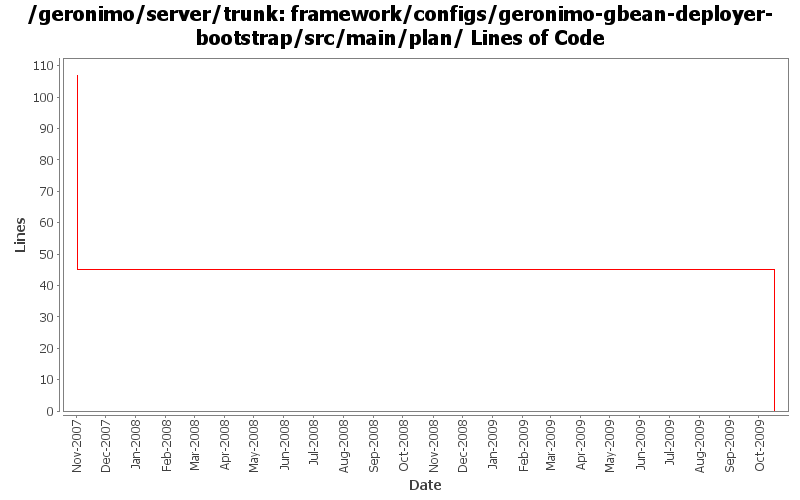 /geronimo/server/trunk: framework/configs/geronimo-gbean-deployer-
bootstrap/src/main/plan/ Lines of Code
110
100
90
80
70
60
50
40
30
20
10
0
Lines
Nov-2007
Dec-2007
Jan-2008
Feb-2008
Mar-2008
Apr-2008
May-2008
Jun-2008
Jul-2008
Aug-2008
Sep-2008
Oct-2008
Nov-2008
Dec-2008
Jan-2009
Feb-2009
Mar-2009
Apr-2009
May-2009
Jun-2009
Jul-2009
Aug-2009
Sep-2009
Oct-2009
Date